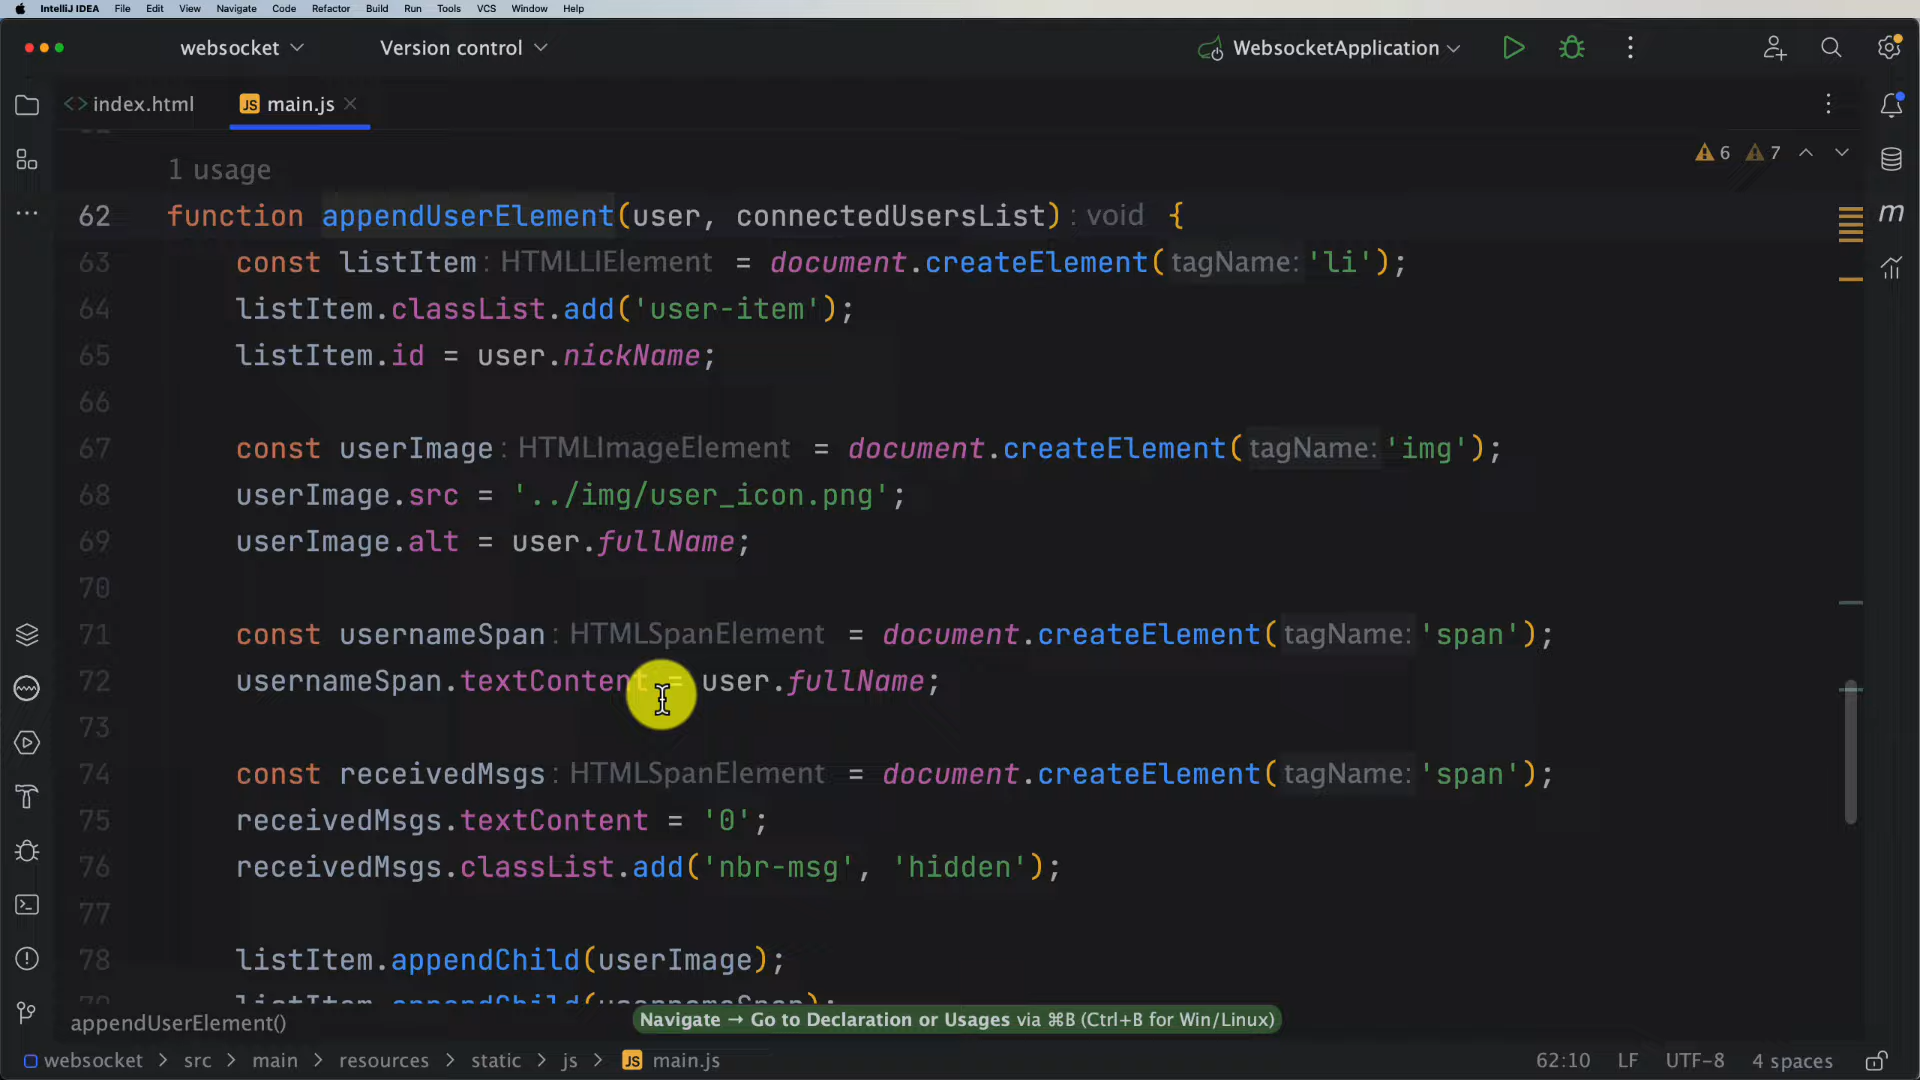 IntelliJ IDEA File Edit View Navigate Code Refactor Build Run Tools VCS Window Help
websocket Version control WebsocketApplication
index.html JS main.js
1 usage 6 7
62 function appendUserElement(user, connectedUsersList) : void {
63 const listItem : HTMLLIElement = document.createElement( tagName: 'li');
64 listItem.classList.add('user-item');
65 listItem.id = user.nickName;
66
67 const userImage : HTMLImageElement = document.createElement( tagName: 'img');
68 userImage.src = '../img/user_icon.png';
69 userImage.alt = user.fullName;
70
71 const usernameSpan : HTMLSpanElement = document.createElement( tagName: 'span');
72 usernameSpan.textContent = user.fullName;
73
74 const receivedMsgs : HTMLSpanElement = document.createElement( tagName: 'span');
75 receivedMsgs.textContent = '0';
76 receivedMsgs.classList.add('nbr-msg', 'hidden');
77
78 listItem.appendChild(userImage);
79 listItem.appendChild(usernameSpan);
appendUserElement()
Navigate → Go to Declaration or Usages via ⌘B (Ctrl+B for Win/Linux)
websocket > src > main > resources > static > js > JS main.js 62:10 LF UTF-8 4 spaces